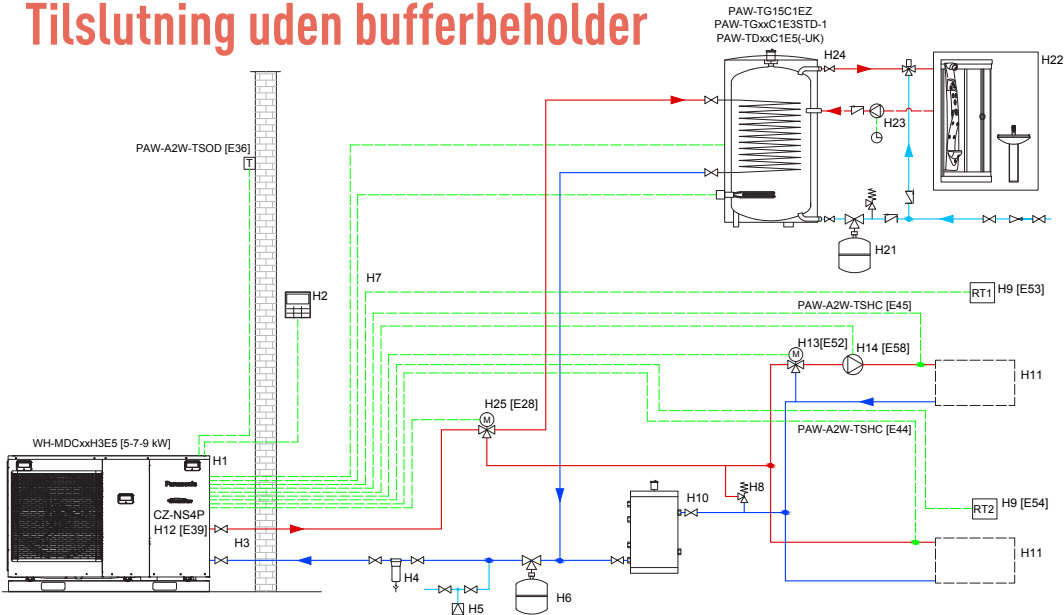 Tilslutning uden bufferbeholder
PAW-TG15C1EZ
PAW-TGxxC1E3STD-1
PAW-TDxxC1E5(-UK)
H24
H22
H23
PAW-A2W-TSOD [E36]
T
H21
H7
H2
RT1
H9 [E53]
PAW-A2W-TSHC [E45]
M
H13[E52]
H14 [E58]
H11
M
H25 [E28]
PAW-A2W-TSHC [E44]
WH-MDCxxH3E5 [5-7-9 kW]
H1
Panasonic
CZ-NS4P
H12 [E39]
H3
H8
H10
RT2
H9 [E54]
H11
H4
H5
H6